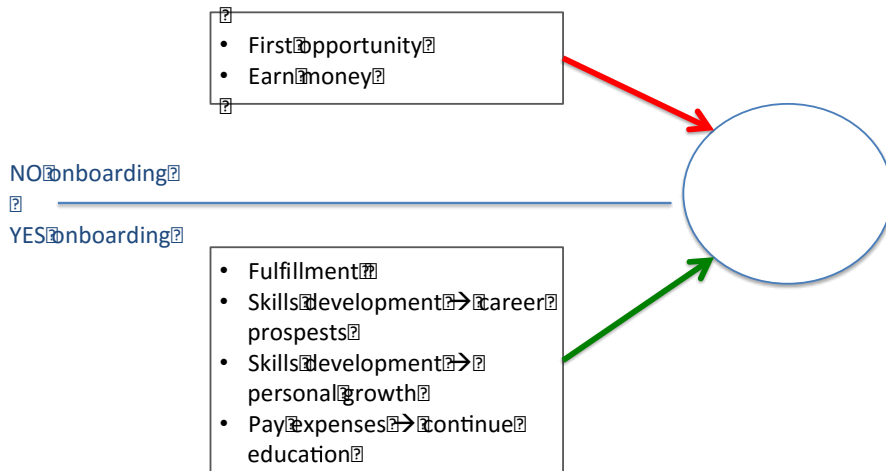 • First opportunity
• Earn money
NO onboarding
YES onboarding
• Fulfillment
• Skills development → career
prospests
• Skills development →
personal growth
• Pay expenses → continue
education